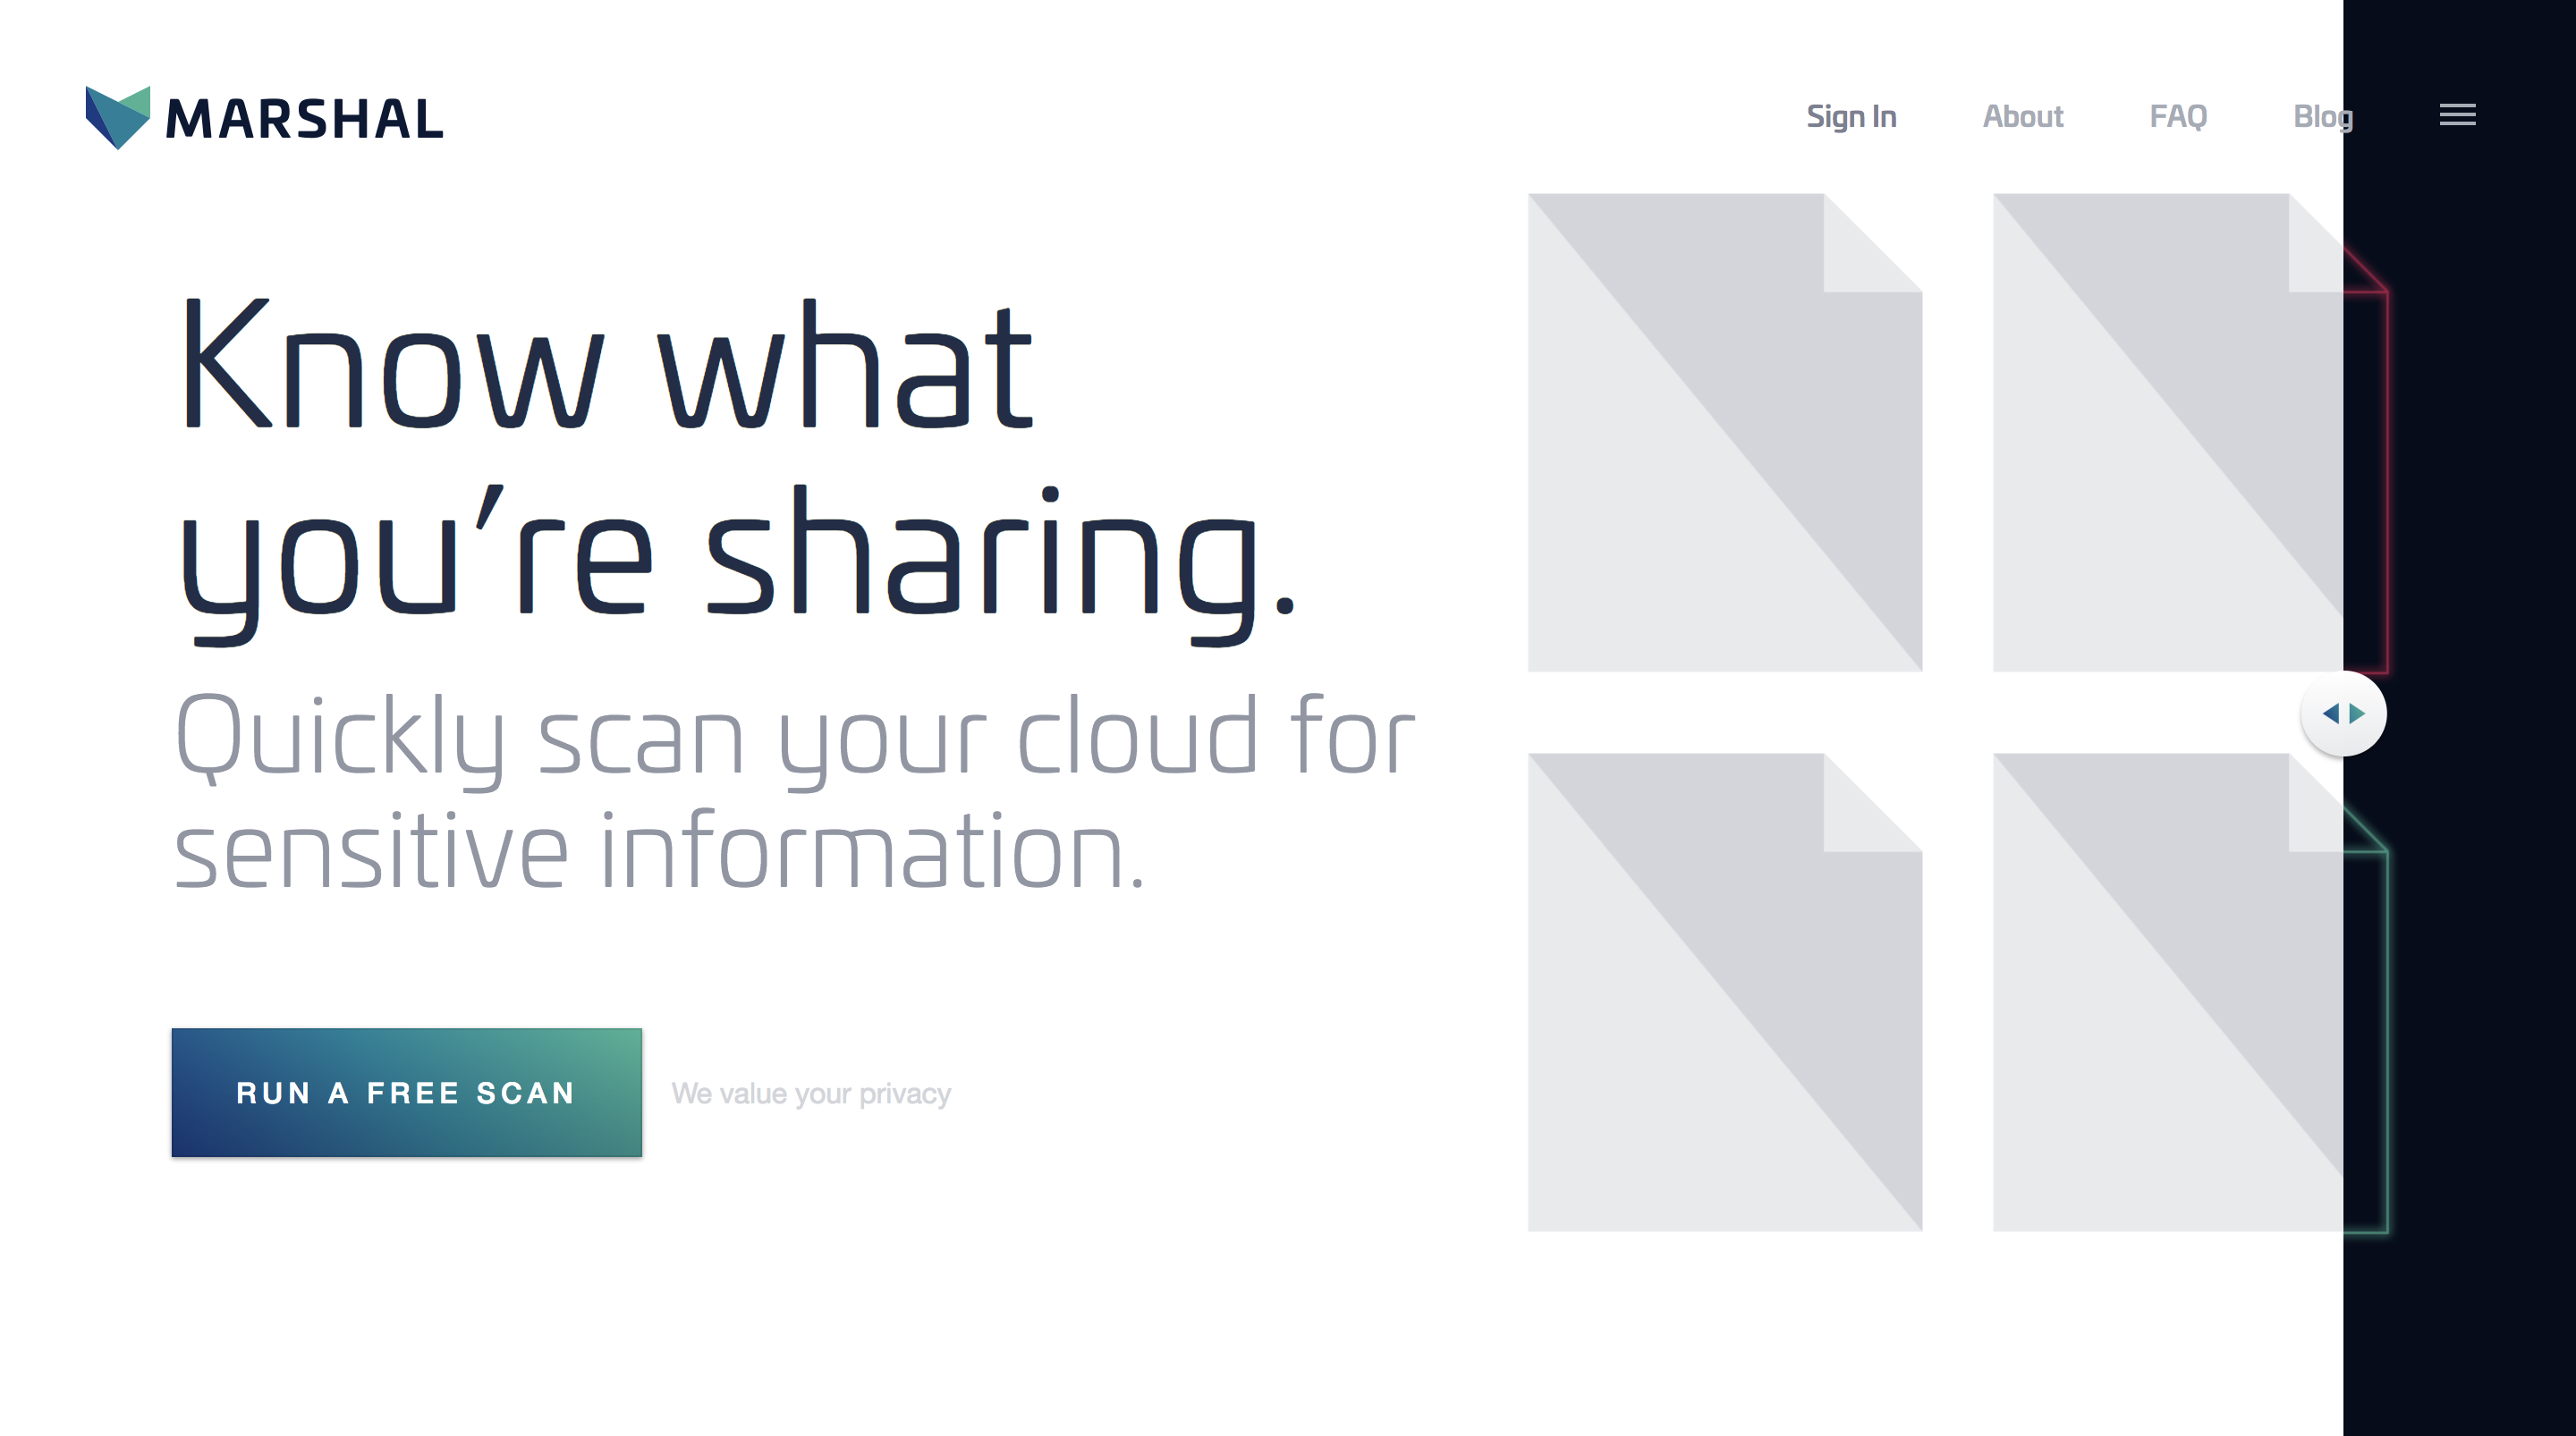 MARSHAL
Sign In
About
FAQ
Blog
Know what
you’re sharing.
Quickly scan your cloud for
sensitive information.
RUN A FREE SCAN
We value your privacy